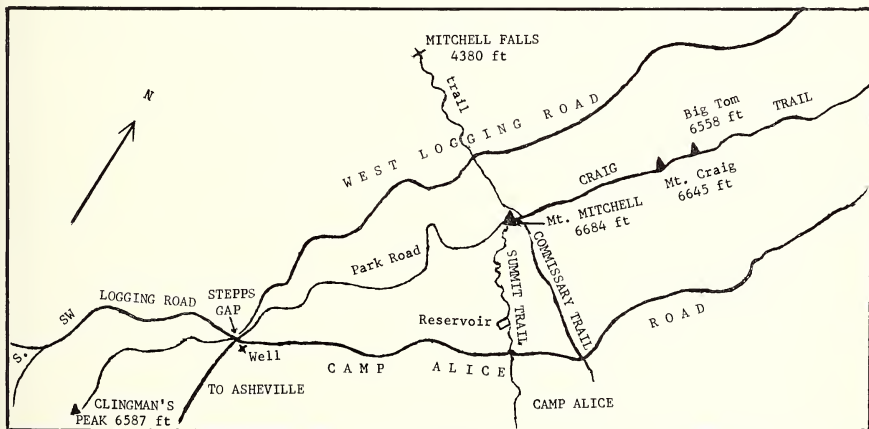 MITCHELL FALLS
4380 ft
N
trail
WEST LOGGING ROAD
Big Tom
6558 ft
CRAIG TRAIL
Mt. Craig
6645 ft
Mt. MITCHELL
6684 ft
Park Road
COMMISSARY TRAIL
SUMMIT TRAIL
STEPPS
GAP
S. SW LOGGING ROAD
Reservoir
Well
CAMP ALICE ROAD
TO ASHEVILLE
CAMP ALICE
CLINGMAN'S
PEAK 6587 ft